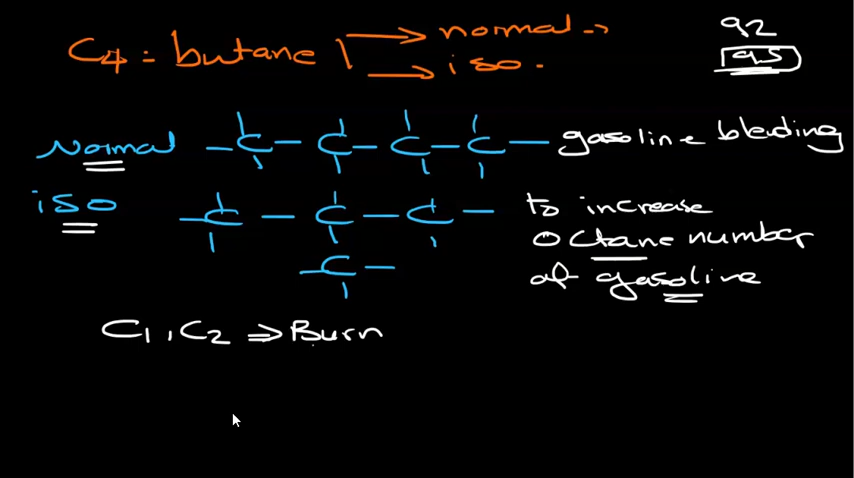 C4 = butane → normal →
→ iso.
92
95
Normal -C-C-C-C- gasoline blending
iso -C-C-C- to increase
Octane number
-C- of gasoline
C1, C2 ⇒ Burn